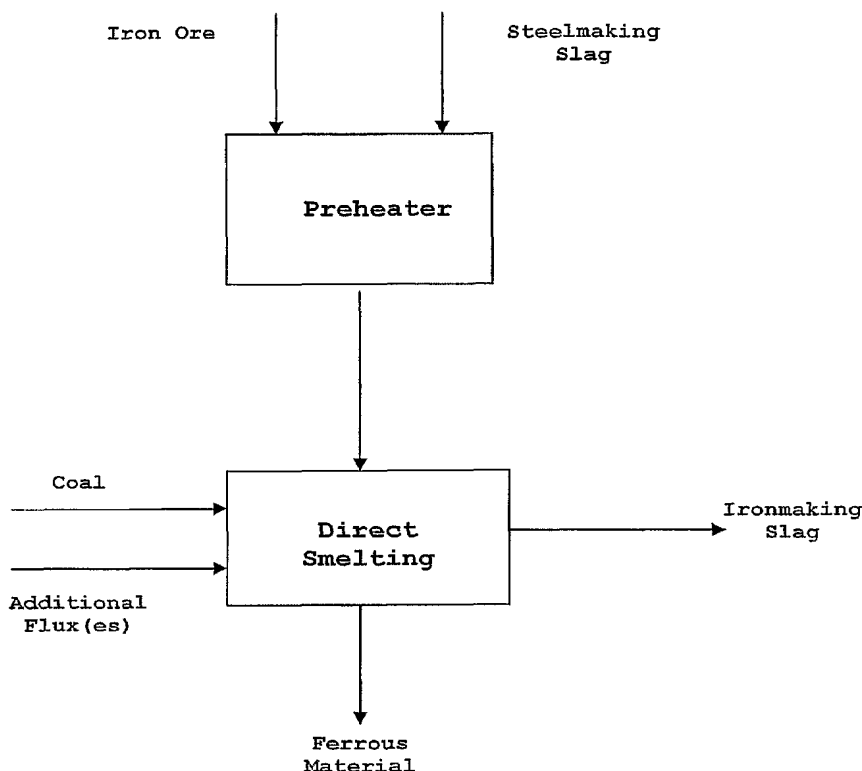 Iron Ore
Steelmaking
Slag
Preheater
Coal
Direct
Smelting
Ironmaking
Slag
Additional
Flux(es)
Ferrous
Material